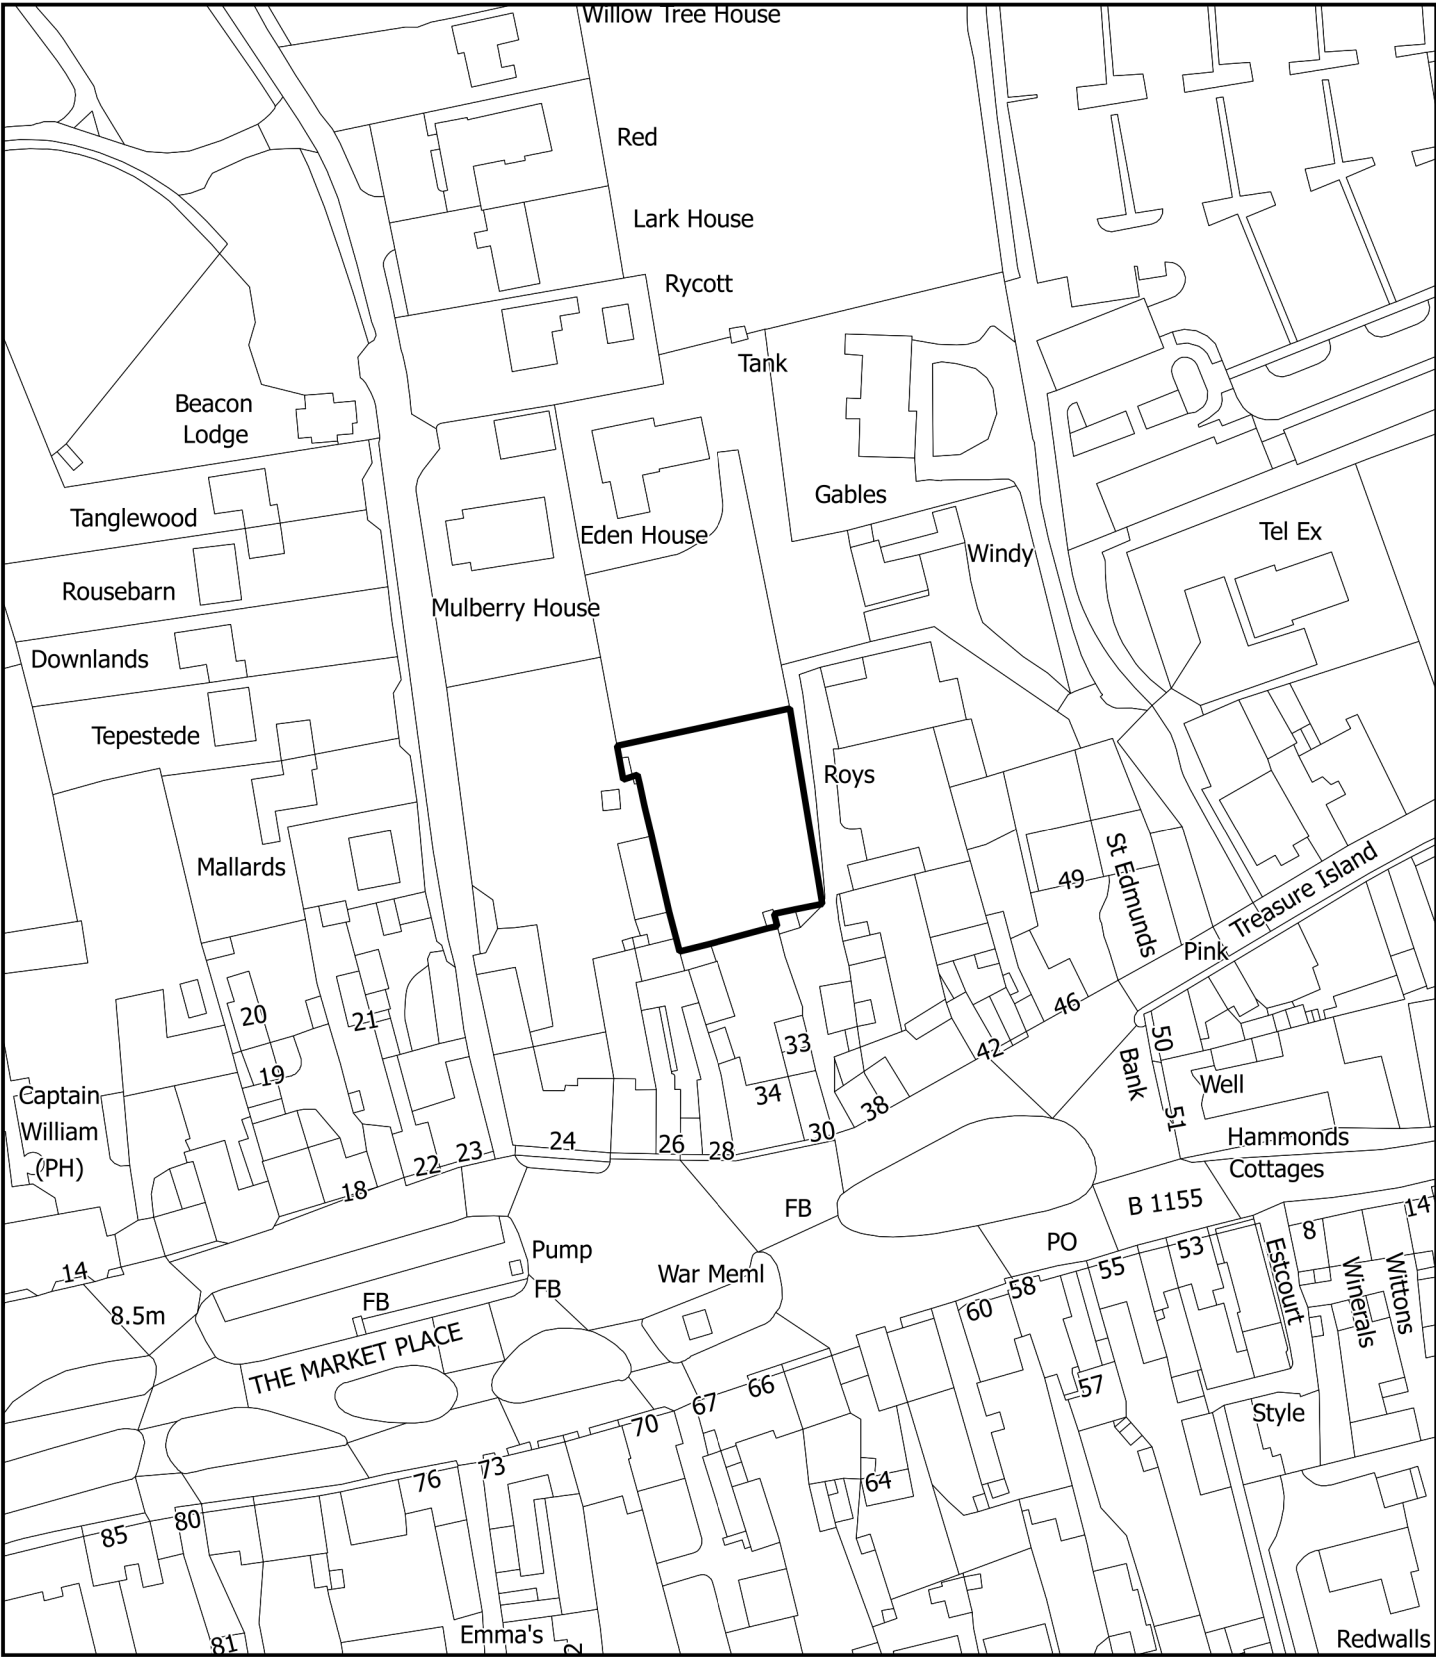 Willow Tree House
Red
Lark House
Rycott
Tank
Beacon
Lodge
Gables
Tanglewood
Eden House
Tel Ex
Windy
Rousebarn
Mulberry House
Downlands
Tepestede
Roys
Mallards
St Edmunds
49
Treasure Island
Pink
46
20
21
33
42
50
19
34
38
Bank
Well
Captain
William
(PH)
51
30
24
26
28
22
23
18
Hammonds
Cottages
B 1155
FB
14
8
PO
53
55
58
60
Pump
FB
War Meml
14
8.5m
FB
THE MARKET PLACE
Estcourt
Winerals
Wittons
57
66
67
70
Style
64
73
76
80
85
81
Emma's
2
Redwalls